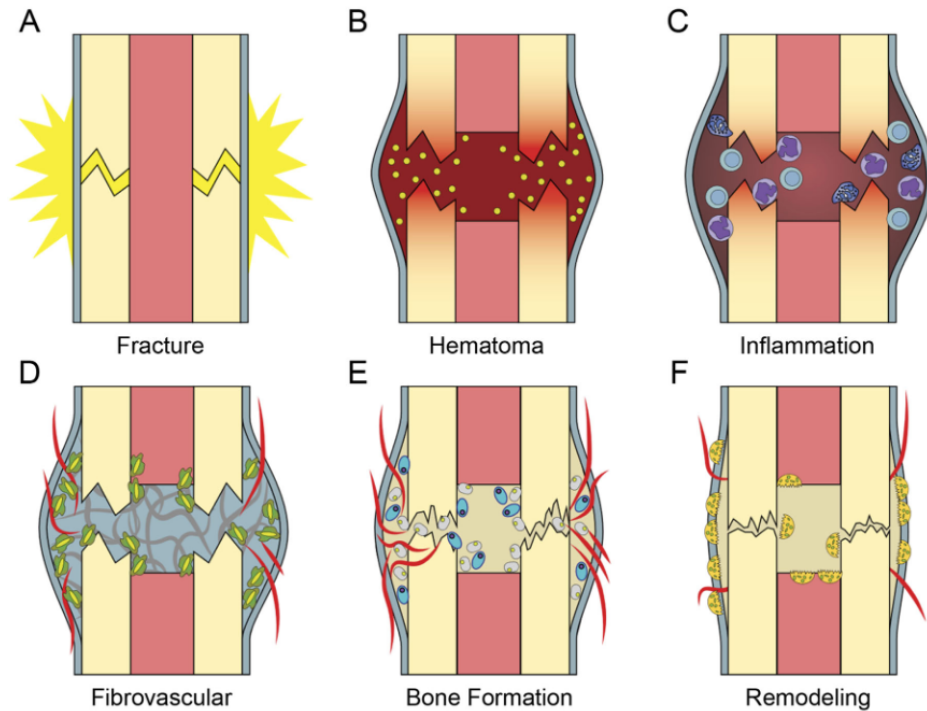 A
B
C
Fracture
Hematoma
Inflammation
D
E
F
Fibrovascular
Bone Formation
Remodeling